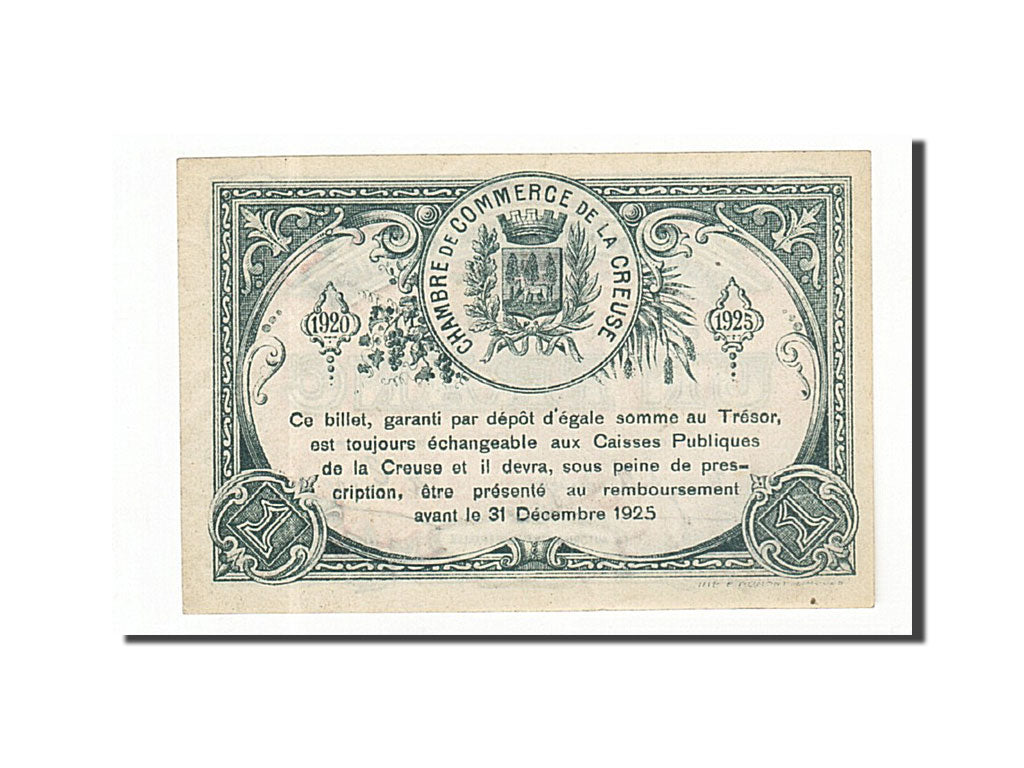 CHAMBRE DE COMMERCE DE LA CREUSE
1920
1925
Ce billet, garanti par dépôt d'égale somme au Trésor,
est toujours échangeable aux Caisses Publiques
de la Creuse et il devra, sous peine de pres-
cription, être présenté au remboursement
avant le 31 Décembre 1925
1
1